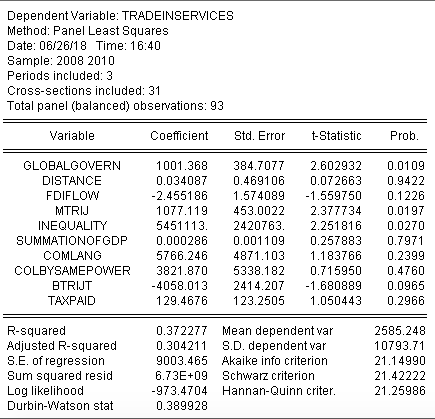 Dependent Variable: TRADEINSERVICES
Method: Panel Least Squares
Date: 06/26/18 Time: 16:40
Sample: 2008 2010
Periods included: 3
Cross-sections included: 31
Total panel (balanced) observations: 93
Variable Coefficient Std. Error t-Statistic Prob.
GLOBALGOVERN 1001.368 384.7077 2.602932 0.0109
DISTANCE 0.034087 0.469106 0.072663 0.9422
FDIFLOW -2.455186 1.574089 -1.559750 0.1226
MTRIJ 1077.119 453.0022 2.377734 0.0197
INEQUALITY 5451113. 2420763. 2.251816 0.0270
SUMMATIONOFGDP 0.000286 0.001109 0.257883 0.7971
COMLANG 5766.246 4871.103 1.183766 0.2399
COLBYSAMEPOWER 3821.870 5338.182 0.715950 0.4760
BTRIJT -4058.013 2414.207 -1.680889 0.0965
TAXPAID 129.4676 123.2505 1.050443 0.2966
R-squared 0.372277 Mean dependent var 2585.248
Adjusted R-squared 0.304211 S.D. dependent var 10793.71
S.E. of regression 9003.465 Akaike info criterion 21.14990
Sum squared resid 6.73E+09 Schwarz criterion 21.42222
Log likelihood -973.4704 Hannan-Quinn criter. 21.25986
Durbin-Watson stat 0.389928